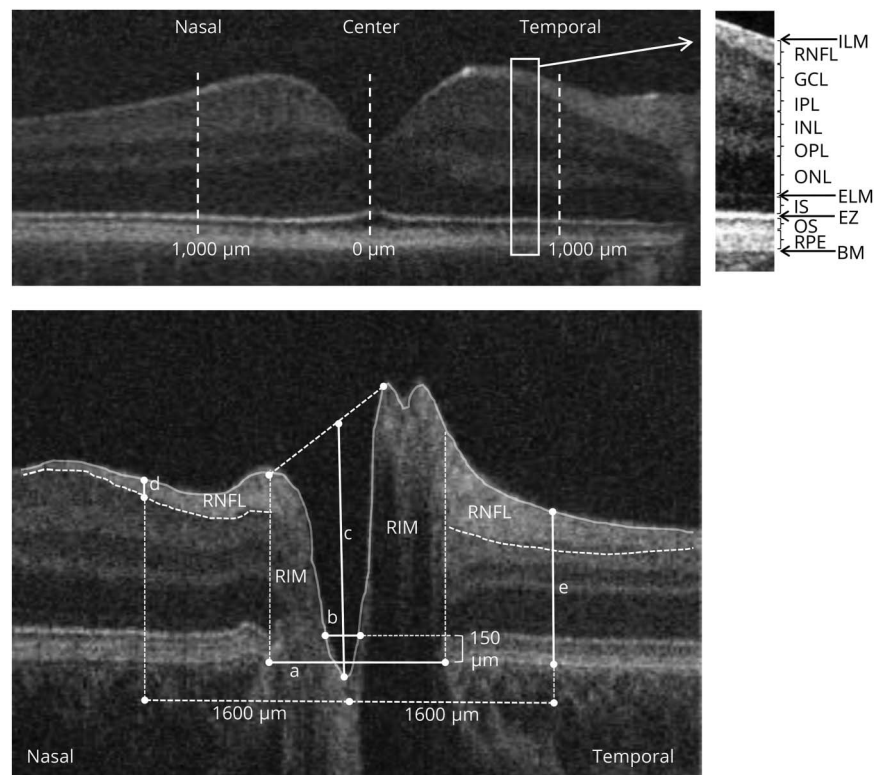 Nasal
Center
Temporal
1,000 µm
0 µm
1,000 µm
ILM
RNFL
GCL
IPL
INL
OPL
ONL
ELM
IS
EZ
OS
RPE
BM
d
RNFL
c
RIM
RNFL
RIM
e
b
150
µm
a
1600 µm
1600 µm
Nasal
Temporal